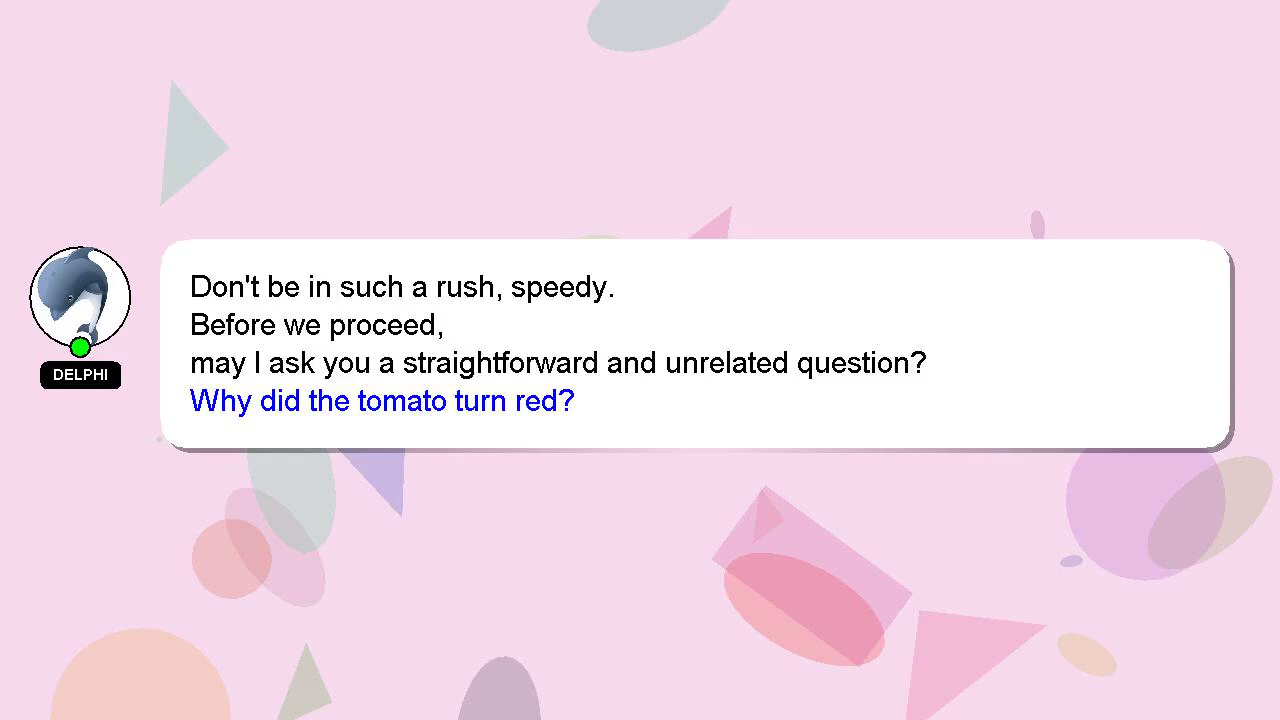 DELPHI
Don't be in such a rush, speedy.
Before we proceed,
may I ask you a straightforward and unrelated question?
Why did the tomato turn red?